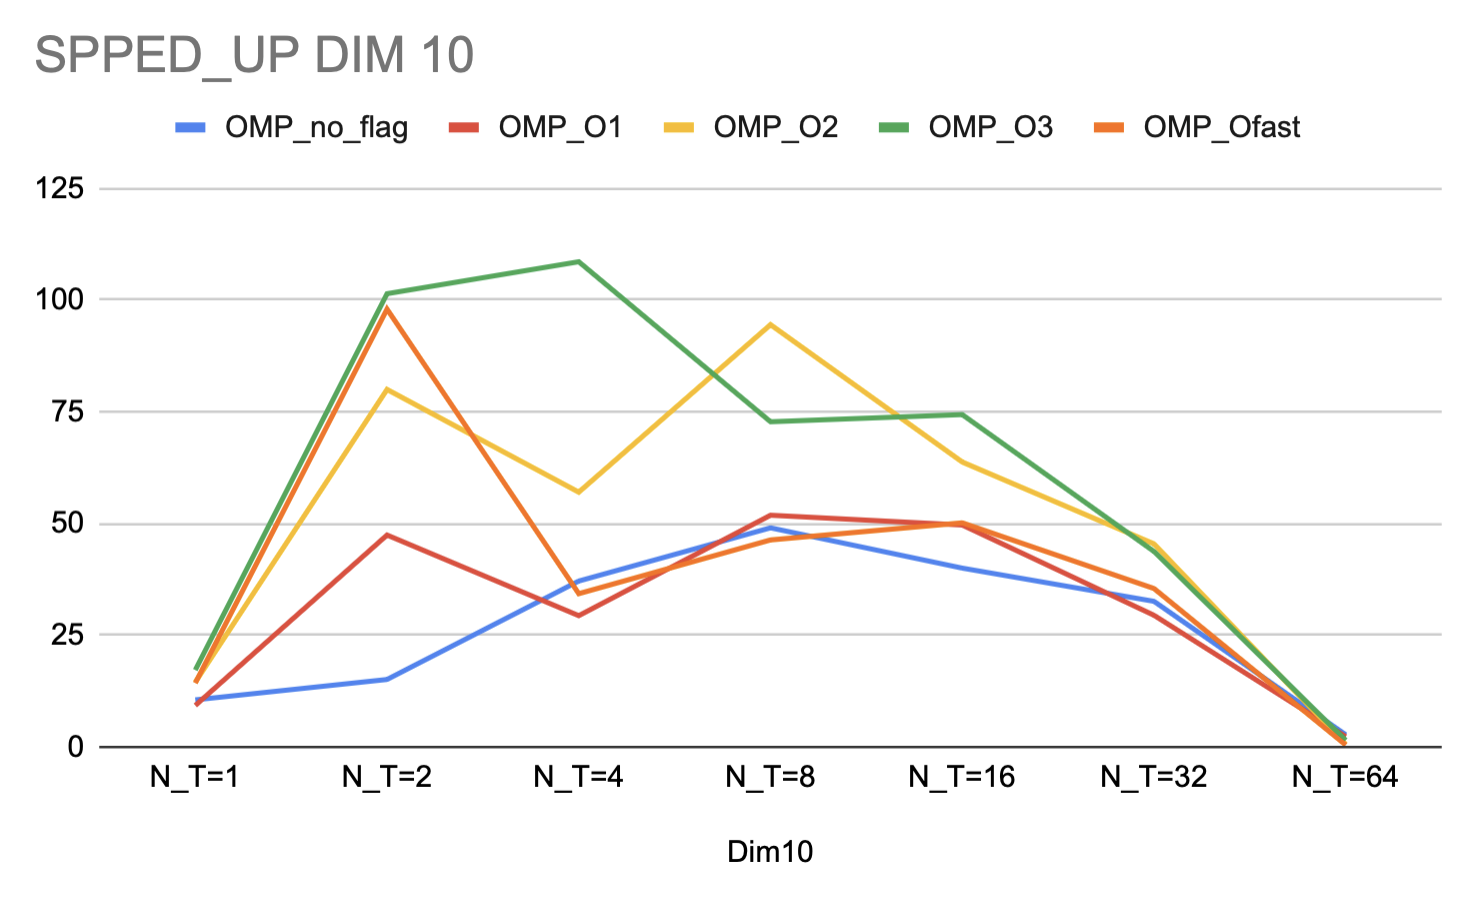 SPPED_UP DIM 10
OMP_no_flag OMP_O1 OMP_O2 OMP_O3 OMP_Ofast
125
100
75
50
25
0
N_T=1 N_T=2 N_T=4 N_T=8 N_T=16 N_T=32 N_T=64
Dim10